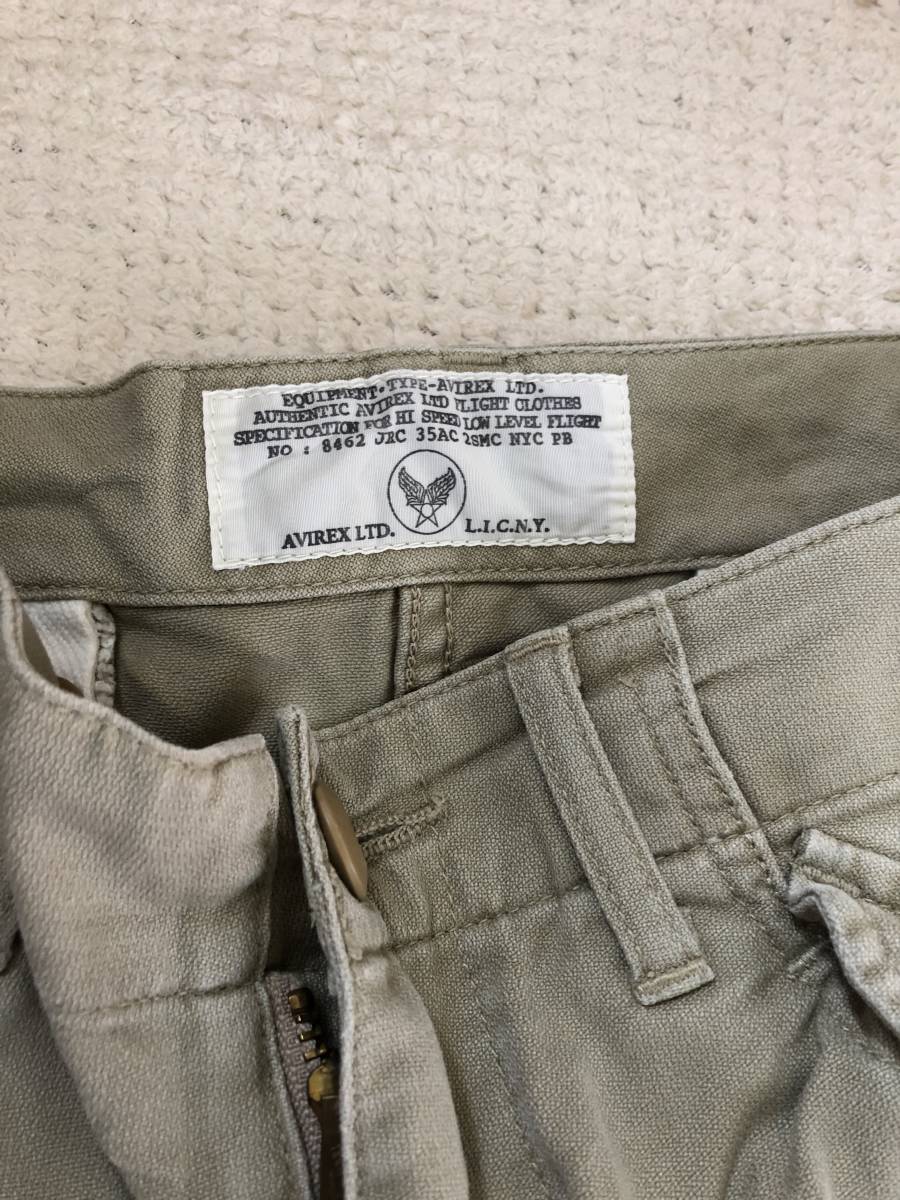 EQUIPMENT·TYPE-AVIREX LTD.
AUTHENTIC AVIREX LTD FLIGHT CLOTHES
SPECIFICATION FOR HI SPEED LOW LEVEL FLIGHT
NO : 8462 JRC 35AC 2SMC NYC PB
AVIREX LTD. L.I.C.N.Y.